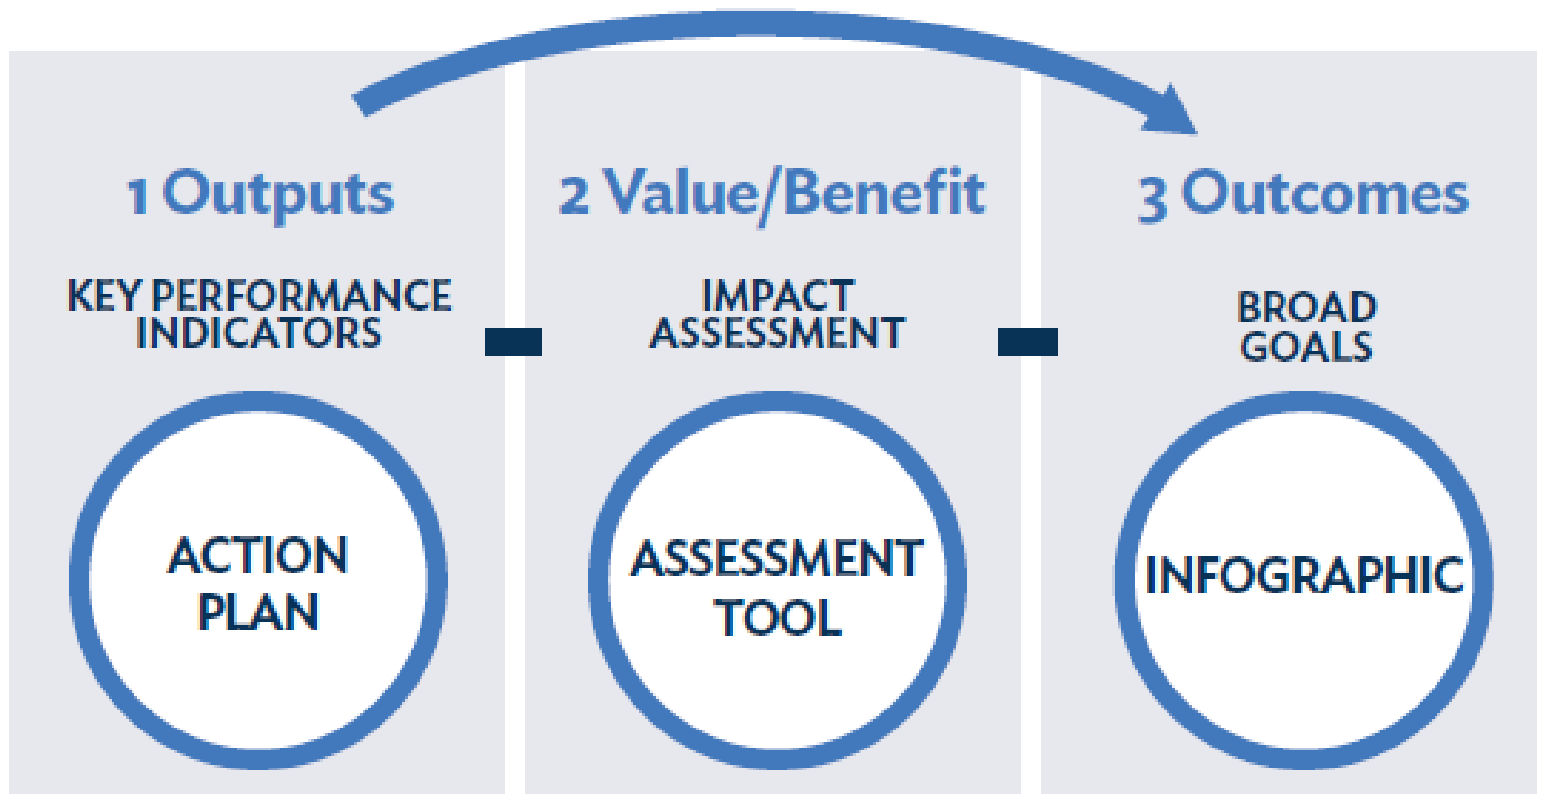 1 Outputs
KEY PERFORMANCE
INDICATORS
ACTION
PLAN
2 Value/Benefit
IMPACT
ASSESSMENT
ASSESSMENT
TOOL
3 Outcomes
BROAD
GOALS
INFOGRAPHIC